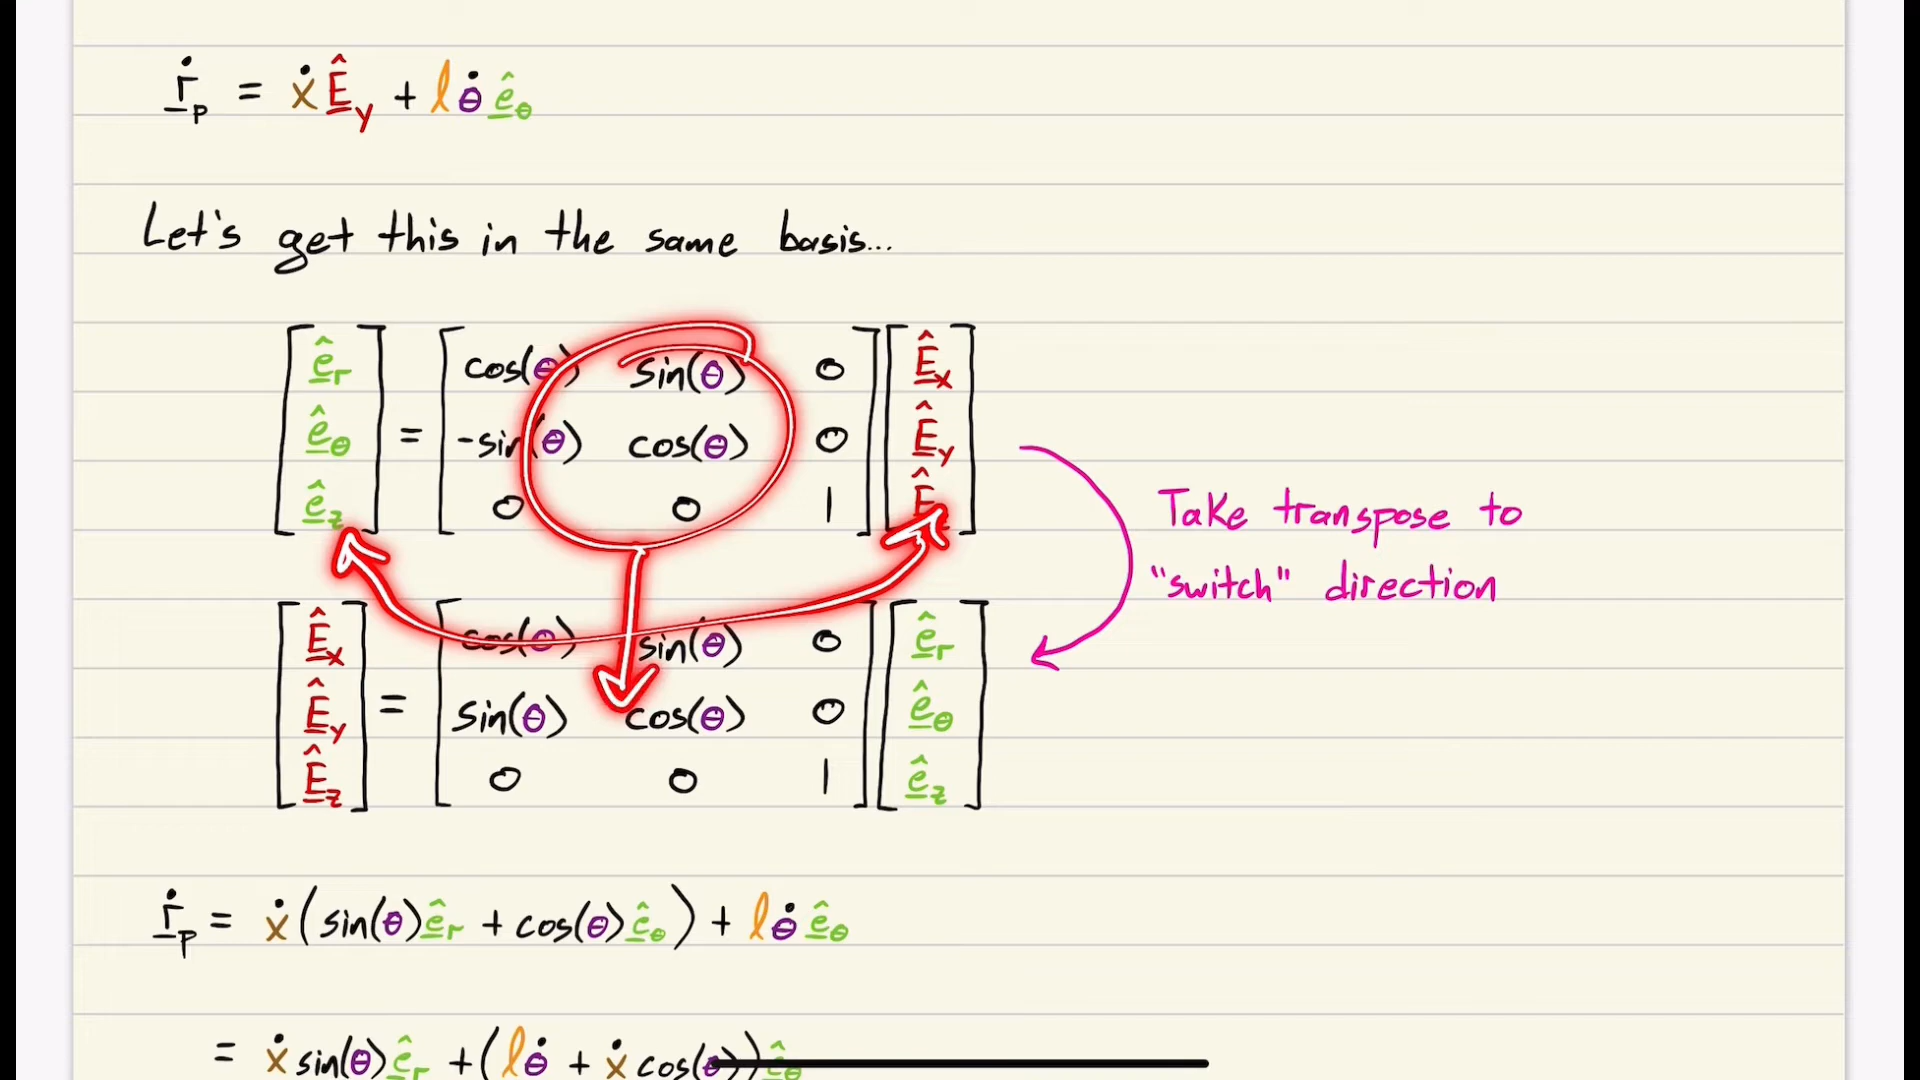 ṙₚ = ẋ Ê_y + l θ̇ ê_θ
Let's get this in the same basis...
[ê_r ê_θ ê_z] = [cos(θ) sin(θ) 0; -sin(θ) cos(θ) 0; 0 0 1] [Ê_x Ê_y Ê_z]
Take transpose to
"switch" direction
[Ê_x Ê_y Ê_z] = [cos(θ) sin(θ) 0; sin(θ) cos(θ) 0; 0 0 1] [ê_r ê_θ ê_z]
ṙₚ = ẋ(sin(θ) ê_r + cos(θ) ê_θ) + l θ̇ ê_θ
= ẋ sin(θ) ê_r + (l θ̇ + ẋ cos(θ)) ê_θ